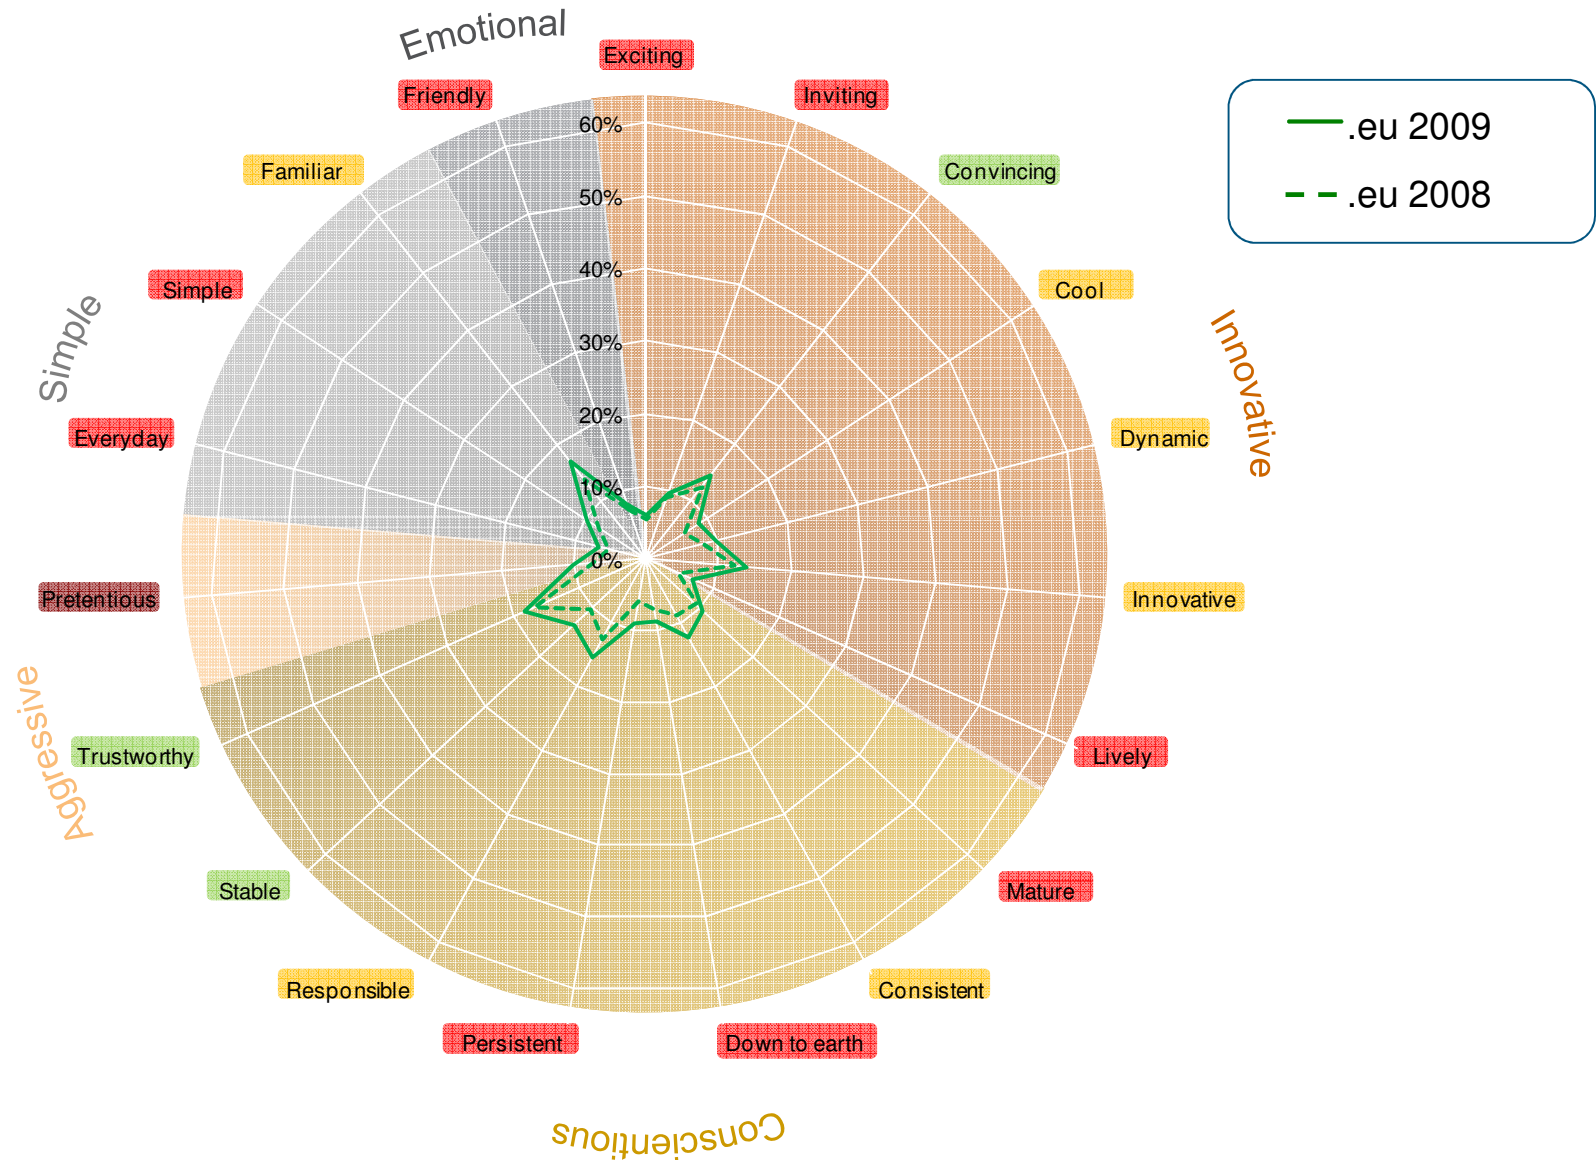 Emotional
Exciting
Friendly
Inviting
.eu 2009
60%
Familiar
Convincing
.eu 2008
50%
40%
Simple
Cool
Simple
Innovative
30%
20%
Everyday
Dynamic
10%
0%
Pretentious
Innovative
Aggressive
Trustworthy
Lively
Stable
Mature
Responsible
Consistent
Persistent
Down to earth
Conscientious